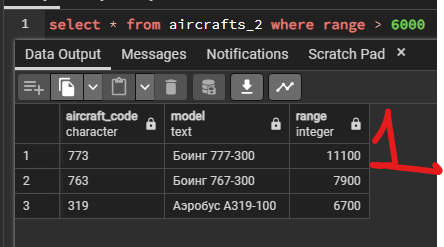 1 select * from aircrafts_2 where range > 6000
Data Output Messages Notifications Scratch Pad ×
aircraft_code character model text range integer
1 773 Боинг 777-300 11100
2 763 Боинг 767-300 7900
3 319 Аэробус A319-100 6700
1